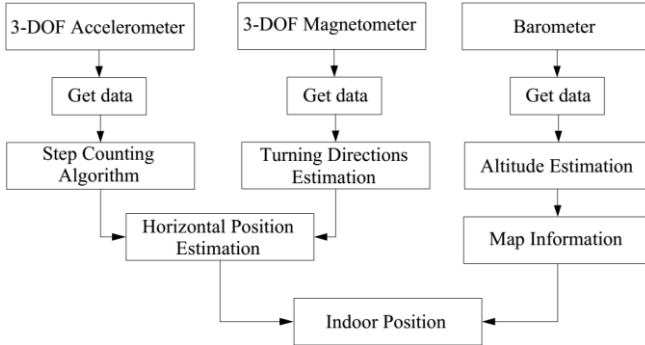 3-DOF Accelerometer
3-DOF Magnetometer
Barometer
Get data
Get data
Get data
Step Counting
Algorithm
Turning Directions
Estimation
Altitude Estimation
Horizontal Position
Estimation
Map Information
Indoor Position